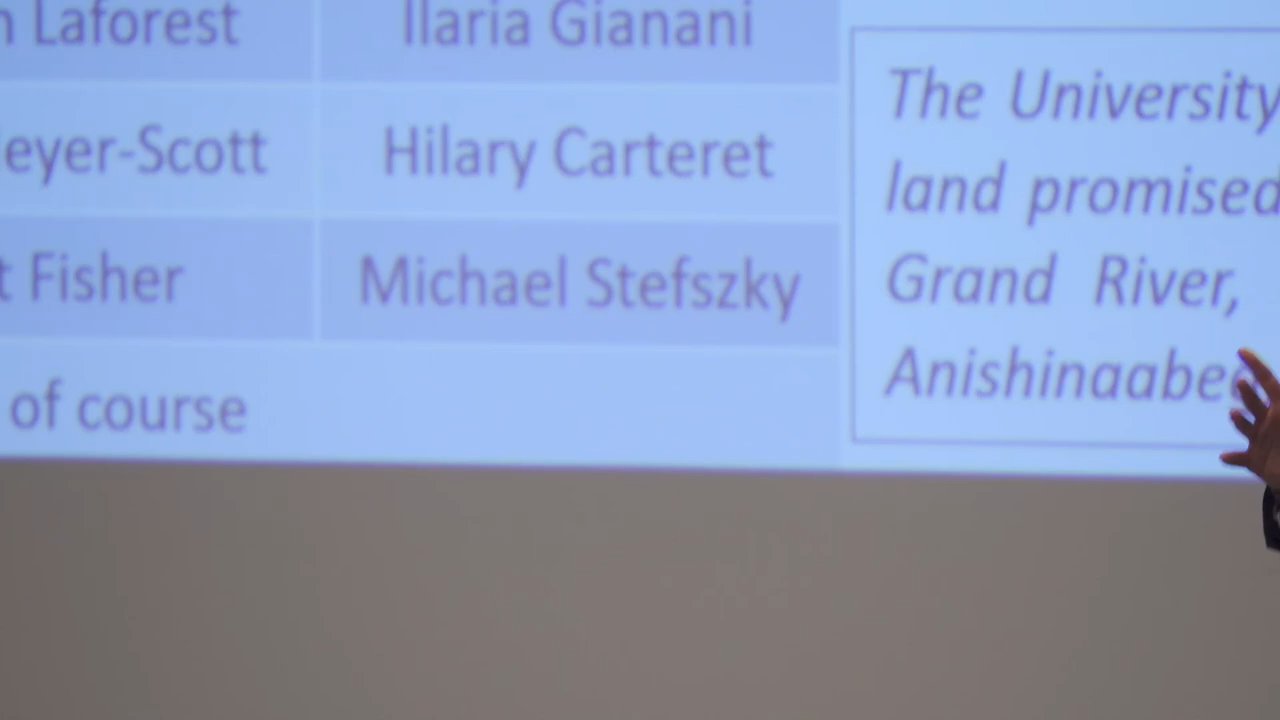 Laforest
Ilaria Gianani
eyer-Scott
Hilary Carteret
t Fisher
Michael Stefszky
of course
The University
land promised
Grand River,
Anishinaabe